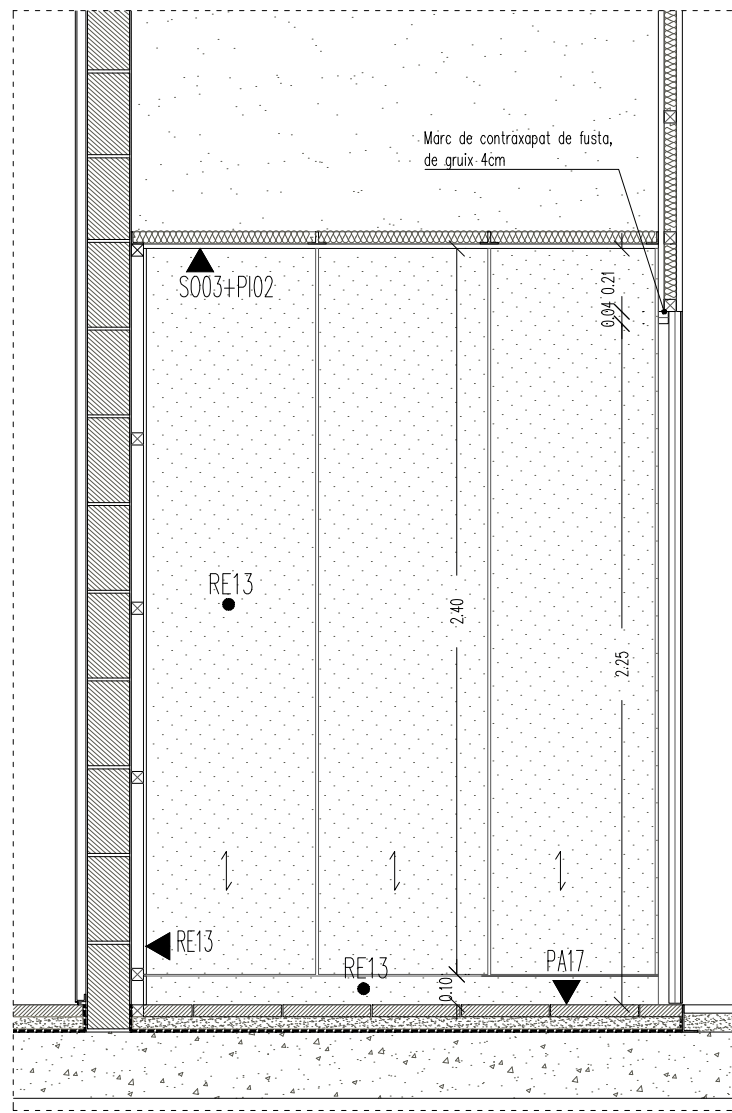 Marc de contraxapat de fusta,
de gruix 4cm
SO03+PI02
0.04 0.21
RE13
2.40
2.25
RE13
RE13
PA17
0.10